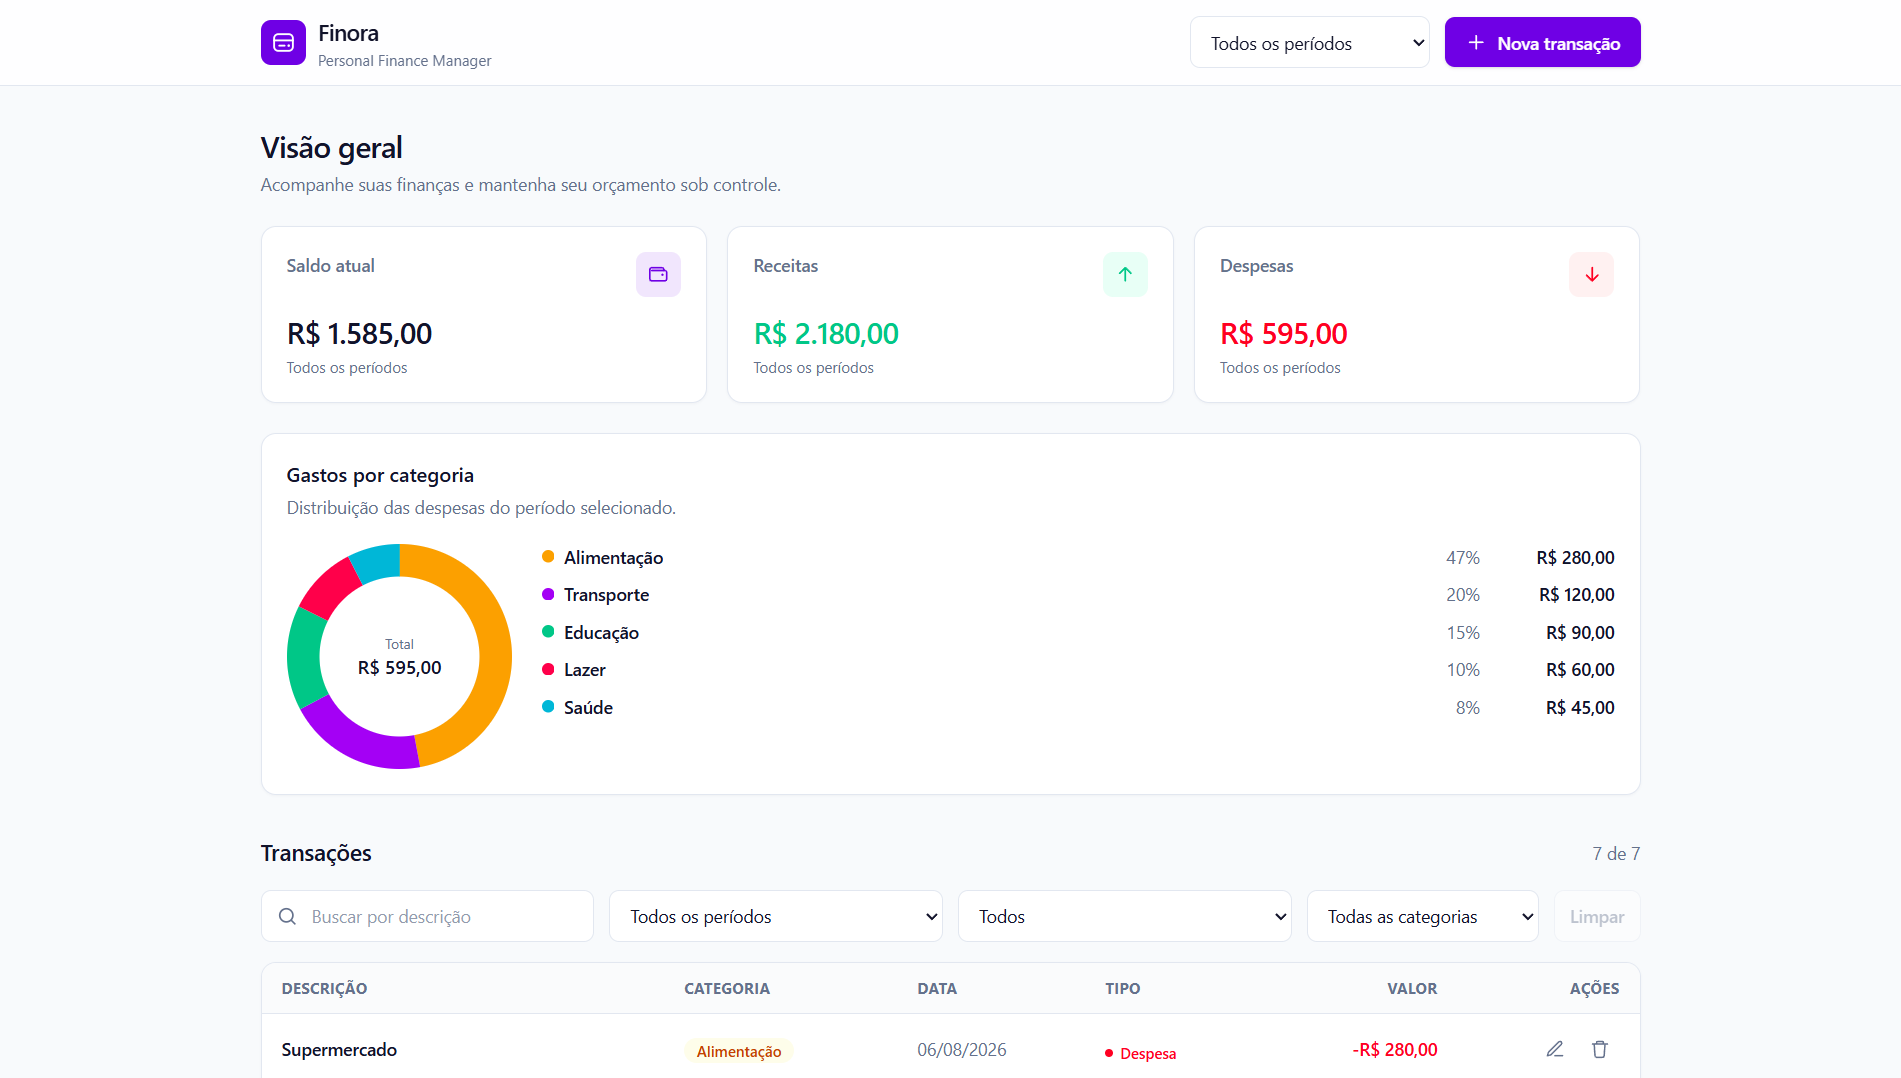 Finora
Personal Finance Manager
Todos os períodos
Nova transação
Visão geral
Acompanhe suas finanças e mantenha seu orçamento sob controle.
Saldo atual
R$ 1.585,00
Todos os períodos
Receitas
R$ 2.180,00
Todos os períodos
Despesas
R$ 595,00
Todos os períodos
Gastos por categoria
Distribuição das despesas do período selecionado.
Total
R$ 595,00
Alimentação 47% R$ 280,00
Transporte 20% R$ 120,00
Educação 15% R$ 90,00
Lazer 10% R$ 60,00
Saúde 8% R$ 45,00
Transações 7 de 7
Buscar por descrição Todos os períodos Todos Todas as categorias Limpar
DESCRIÇÃO CATEGORIA DATA TIPO VALOR AÇÕES
Supermercado Alimentação 06/08/2026 Despesa -R$ 280,00